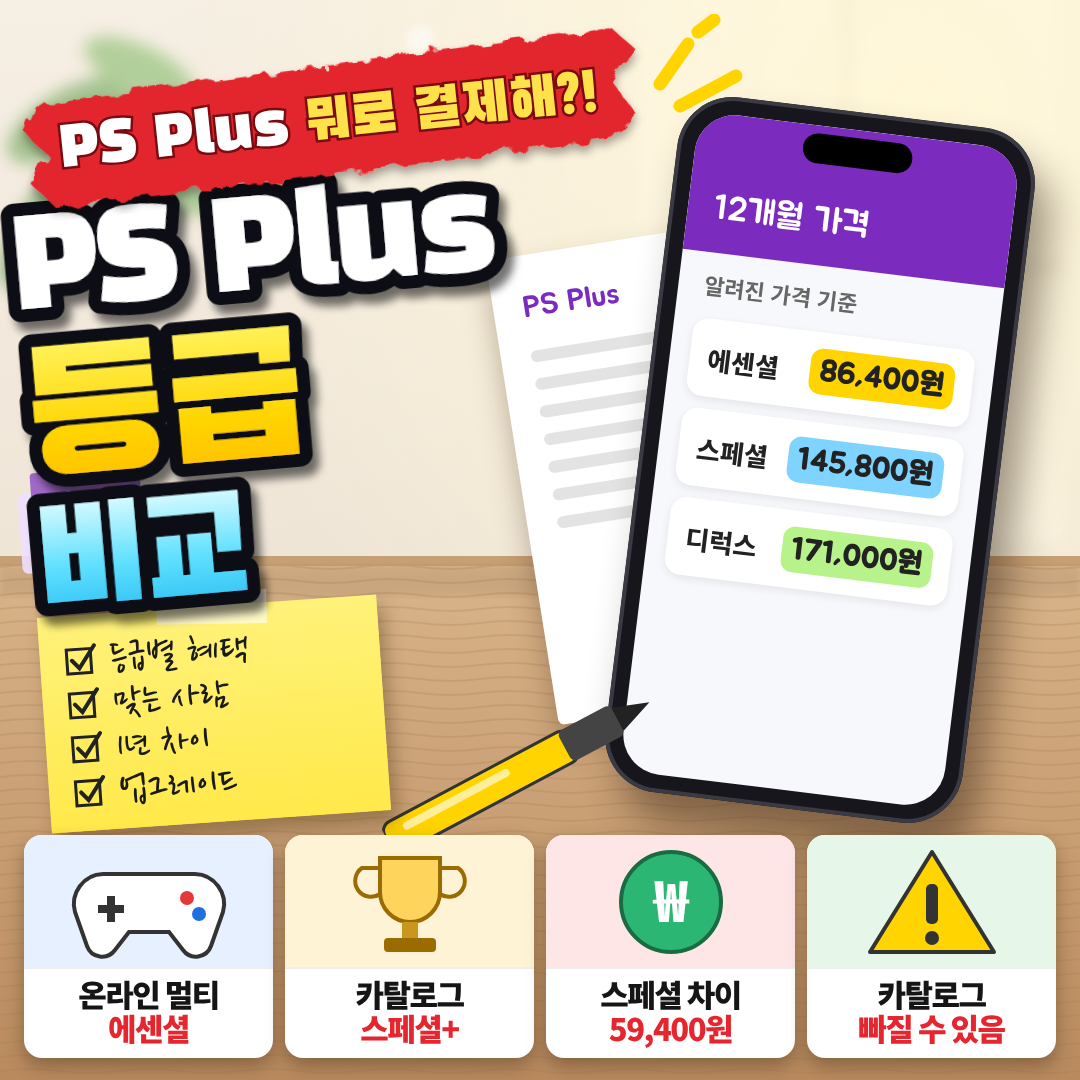 PS Plus 뭐로 결제해?!
PS Plus
등급
비교
PS Plus
12개월 가격
알려진 가격 기준
에센셜 86,400원
스페셜 145,800원
디럭스 171,000원
등급별 혜택
맞는 사람
1년 차이
업그레이드
온라인 멀티
에센셜
카탈로그
스페셜+
₩
스페셜 차이
59,400원
카탈로그
빠질 수 있음